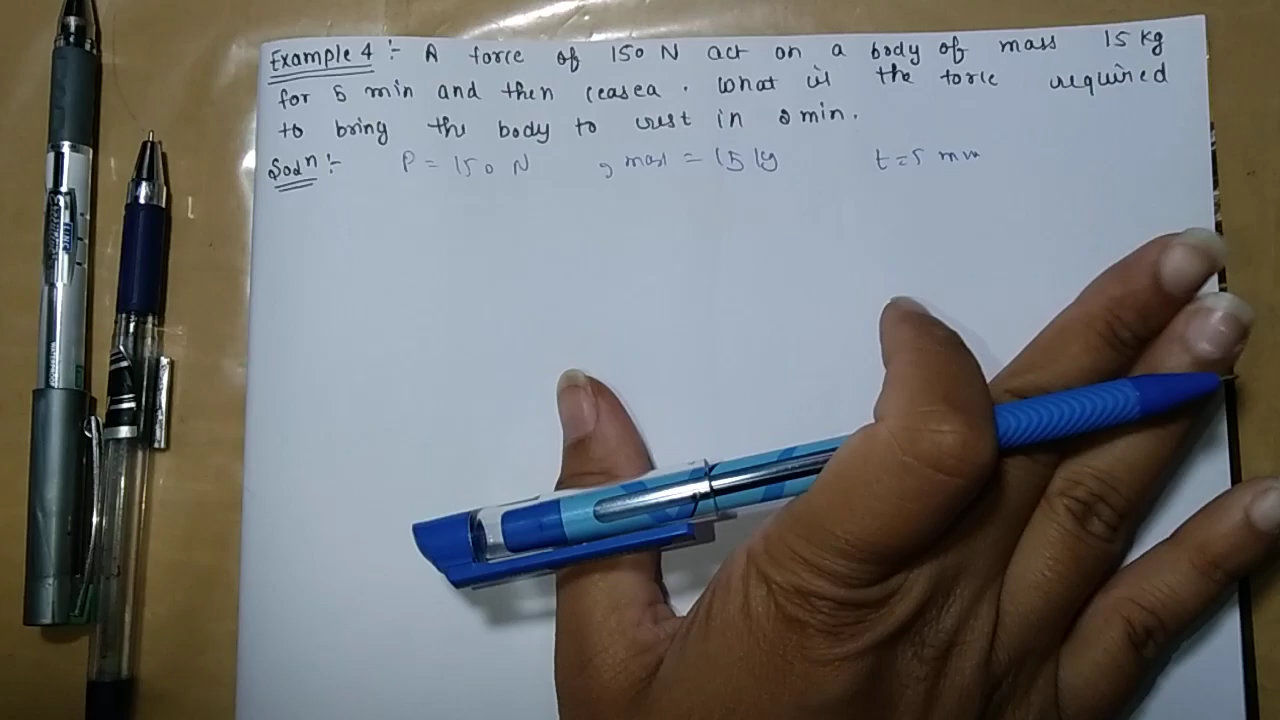 Example 4 :- A force of 150 N act on a body of mass 15 kg
for 5 min and then ceasea. What is the force required
to bring the body to rest in 2 min.
Soln :- P = 150 N , mass = 15 kg t = 5 min